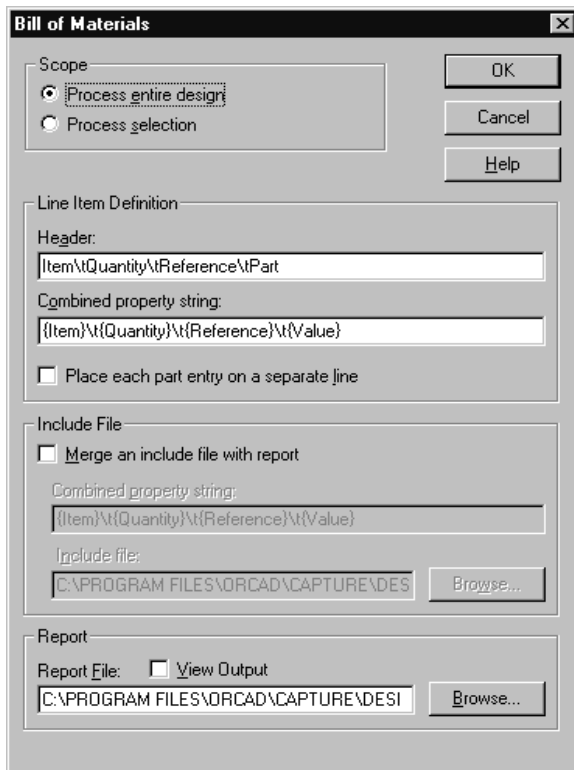 Bill of Materials
Scope
Process entire design
Process selection
OK
Cancel
Help
Line Item Definition
Header:
Item\tQuantity\tReference\tPart
Combined property string:
{Item}\t{Quantity}\t{Reference}\t{Value}
Place each part entry on a separate line
Include File
Merge an include file with report
Combined property string:
{Item}\t{Quantity}\t{Reference}\t{Value}
Include file:
C:\PROGRAM FILES\ORCAD\CAPTURE\DES
Browse...
Report
Report File: View Output
C:\PROGRAM FILES\ORCAD\CAPTURE\DESI
Browse...